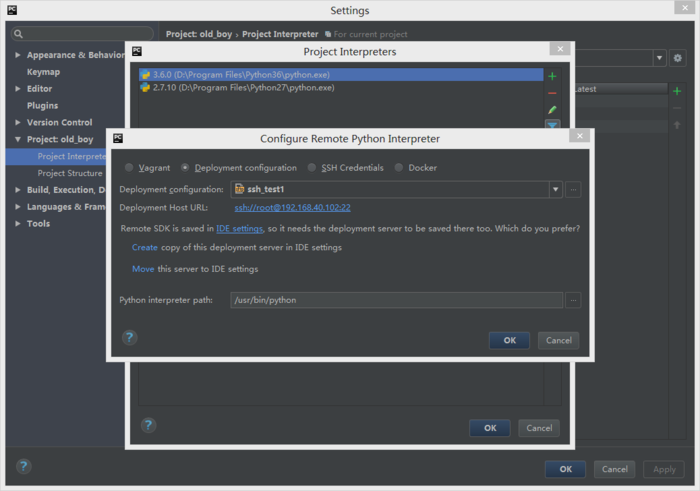 Settings
Project: old_boy > Project Interpreter
For current project
Appearance & Behavior
Keymap
Editor
Plugins
Version Control
Project: old_boy
Project Interprete
Project Structure
Build, Execution, D
Languages & Fram
Tools
Latest
Project Interpreters
3.6.0 (D:\Program Files\Python36\python.exe)
2.7.10 (D:\Program Files\Python27\python.exe)
Configure Remote Python Interpreter
Vagrant
Deployment configuration
SSH Credentials
Docker
Deployment configuration:
ssh_test1
...
Deployment Host URL:
ssh://root@192.168.40.102:22
Remote SDK is saved in IDE settings, so it needs the deployment server to be saved there too. Which do you prefer?
Create copy of this deployment server in IDE settings
Move this server to IDE settings
Python interpreter path:
/usr/bin/python
...
?
OK
Cancel
?
OK
Cancel
?
OK
Cancel
Apply